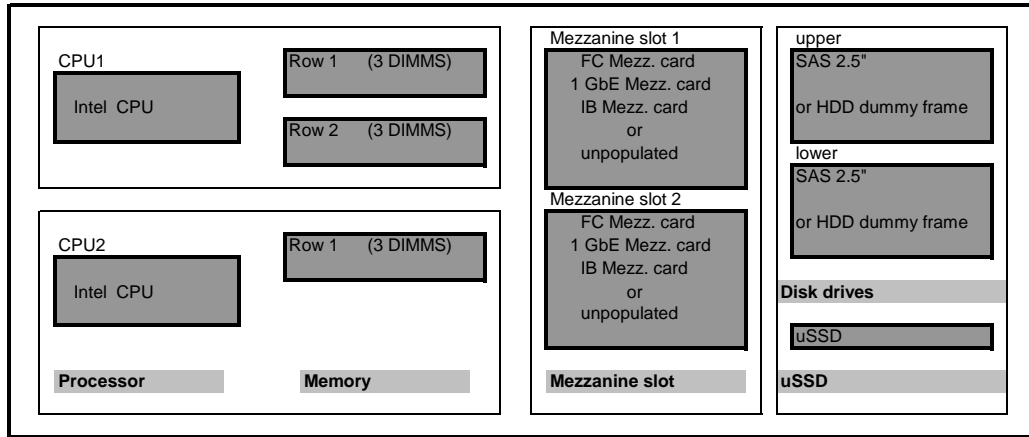 CPU1
Intel CPU
Row 1 (3 DIMMS)
Row 2 (3 DIMMS)
CPU2
Intel CPU
Row 1 (3 DIMMS)
Processor
Memory
Mezzanine slot 1
FC Mezz. card
1 GbE Mezz. card
IB Mezz. card
or
unpopulated
Mezzanine slot 2
FC Mezz. card
1 GbE Mezz. card
IB Mezz. card
or
unpopulated
Mezzanine slot
upper
SAS 2.5"
or HDD dummy frame
lower
SAS 2.5"
or HDD dummy frame
Disk drives
uSSD
uSSD